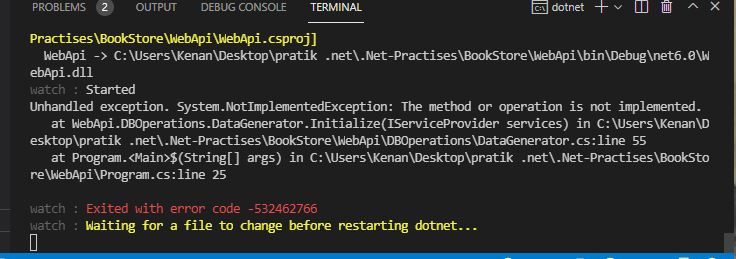 PROBLEMS 2 OUTPUT DEBUG CONSOLE TERMINAL dotnet
Practises\BookStore\WebApi\WebApi.csproj]
WebApi -> C:\Users\Kenan\Desktop\pratik .net\.Net-Practises\BookStore\WebApi\bin\Debug\net6.0\W
ebApi.dll
watch : Started
Unhandled exception. System.NotImplementedException: The method or operation is not implemented.
at WebApi.DBOperations.DataGenerator.Initialize(IServiceProvider services) in C:\Users\Kenan\D
esktop\pratik .net\.Net-Practises\BookStore\WebApi\DBOperations\DataGenerator.cs:line 55
at Program.<Main>$(String[] args) in C:\Users\Kenan\Desktop\pratik .net\.Net-Practises\BookSto
re\WebApi\Program.cs:line 25
watch : Exited with error code -532462766
watch : Waiting for a file to change before restarting dotnet...